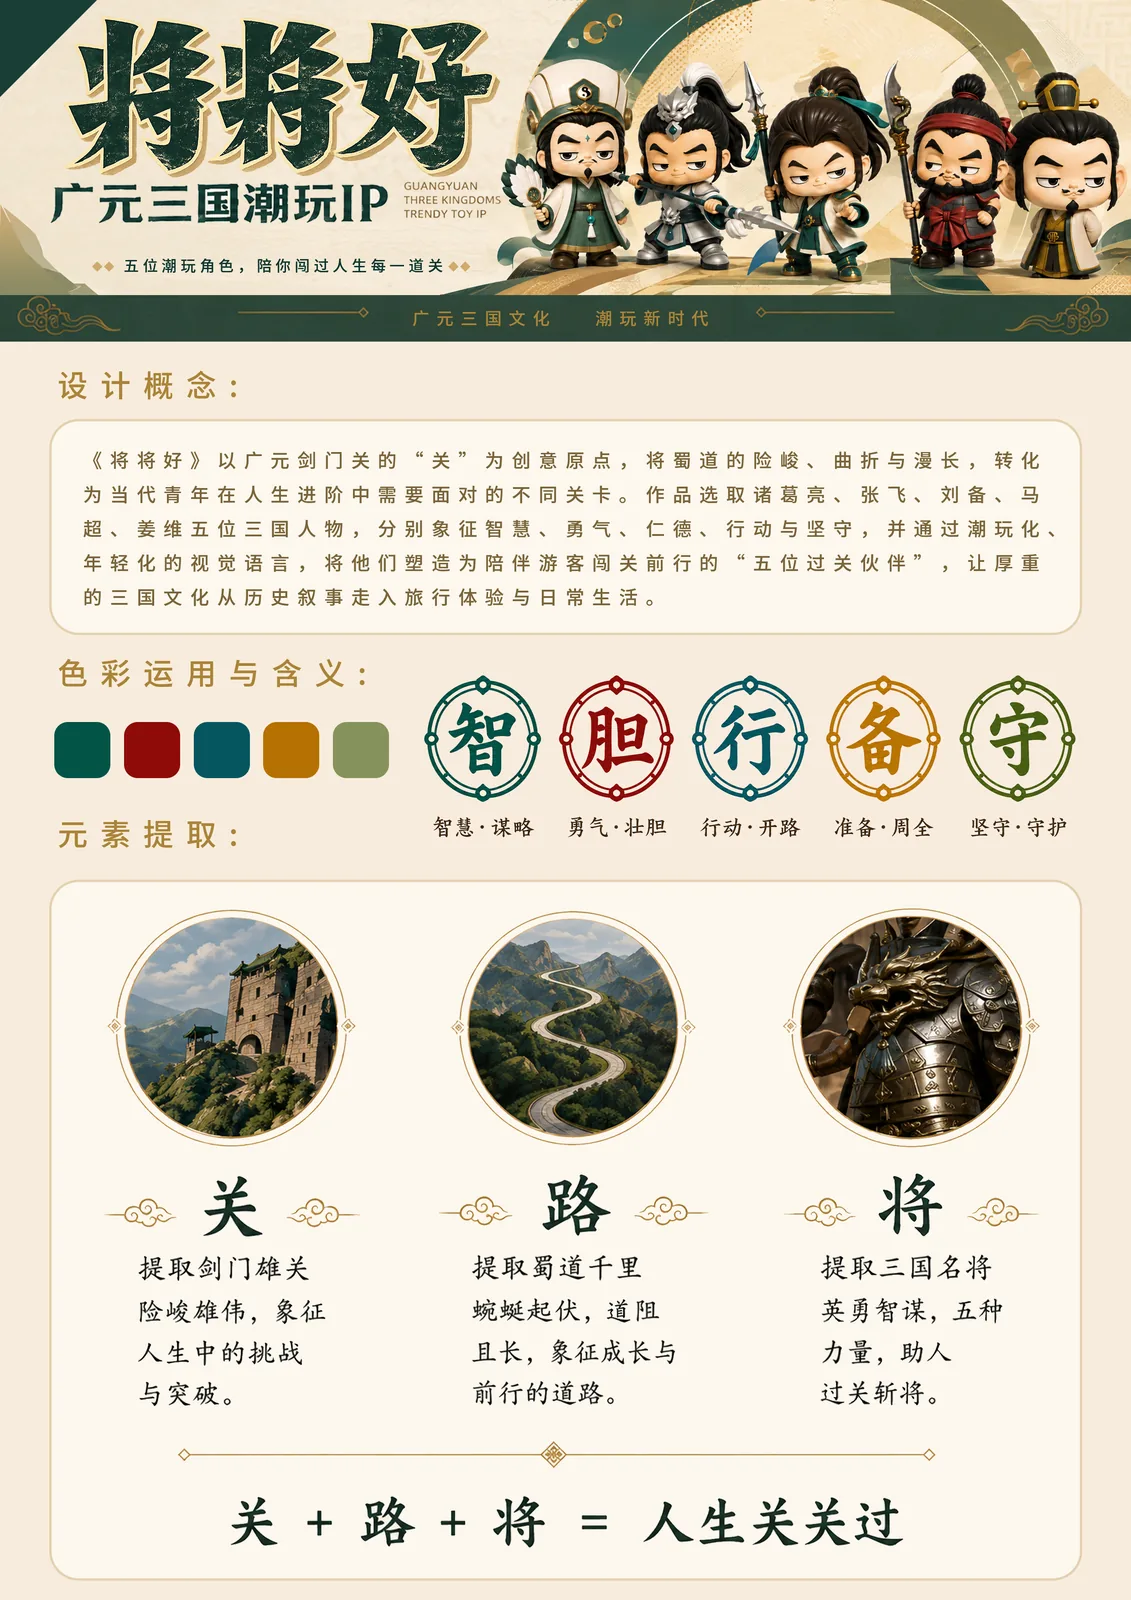 将将好
广元三国潮玩IP
GUANGYUAN
THREE KINGDOMS
TRENDY TOY IP
五位潮玩角色，陪你闯过人生每一道关
广元三国文化 潮玩新时代
设计概念：
《将将好》以广元剑门关的“关”为创意原点，将蜀道的险峻、曲折与漫长，转化
为当代青年在人生进阶中需要面对的不同关卡。作品选取诸葛亮、张飞、刘备、马
超、姜维五位三国人物，分别象征智慧、勇气、仁德、行动与坚守，并通过潮玩化、
年轻化的视觉语言，将他们塑造为陪伴游客闯关前行的“五位过关伙伴”，让厚重
的三国文化从历史叙事走入旅行体验与日常生活。
色彩运用与含义：
智 胆 行 备 守
智慧·谋略 勇气·壮胆 行动·开路 准备·周全 坚守·守护
元素提取：
关
提取剑门雄关
险峻雄伟，象征
人生中的挑战
与突破。
路
提取蜀道千里
蜿蜒起伏，道阻
且长，象征成长与
前行的道路。
将
提取三国名将
英勇智谋，五种
力量，助人
过关斩将。
关 + 路 + 将 = 人生关关过